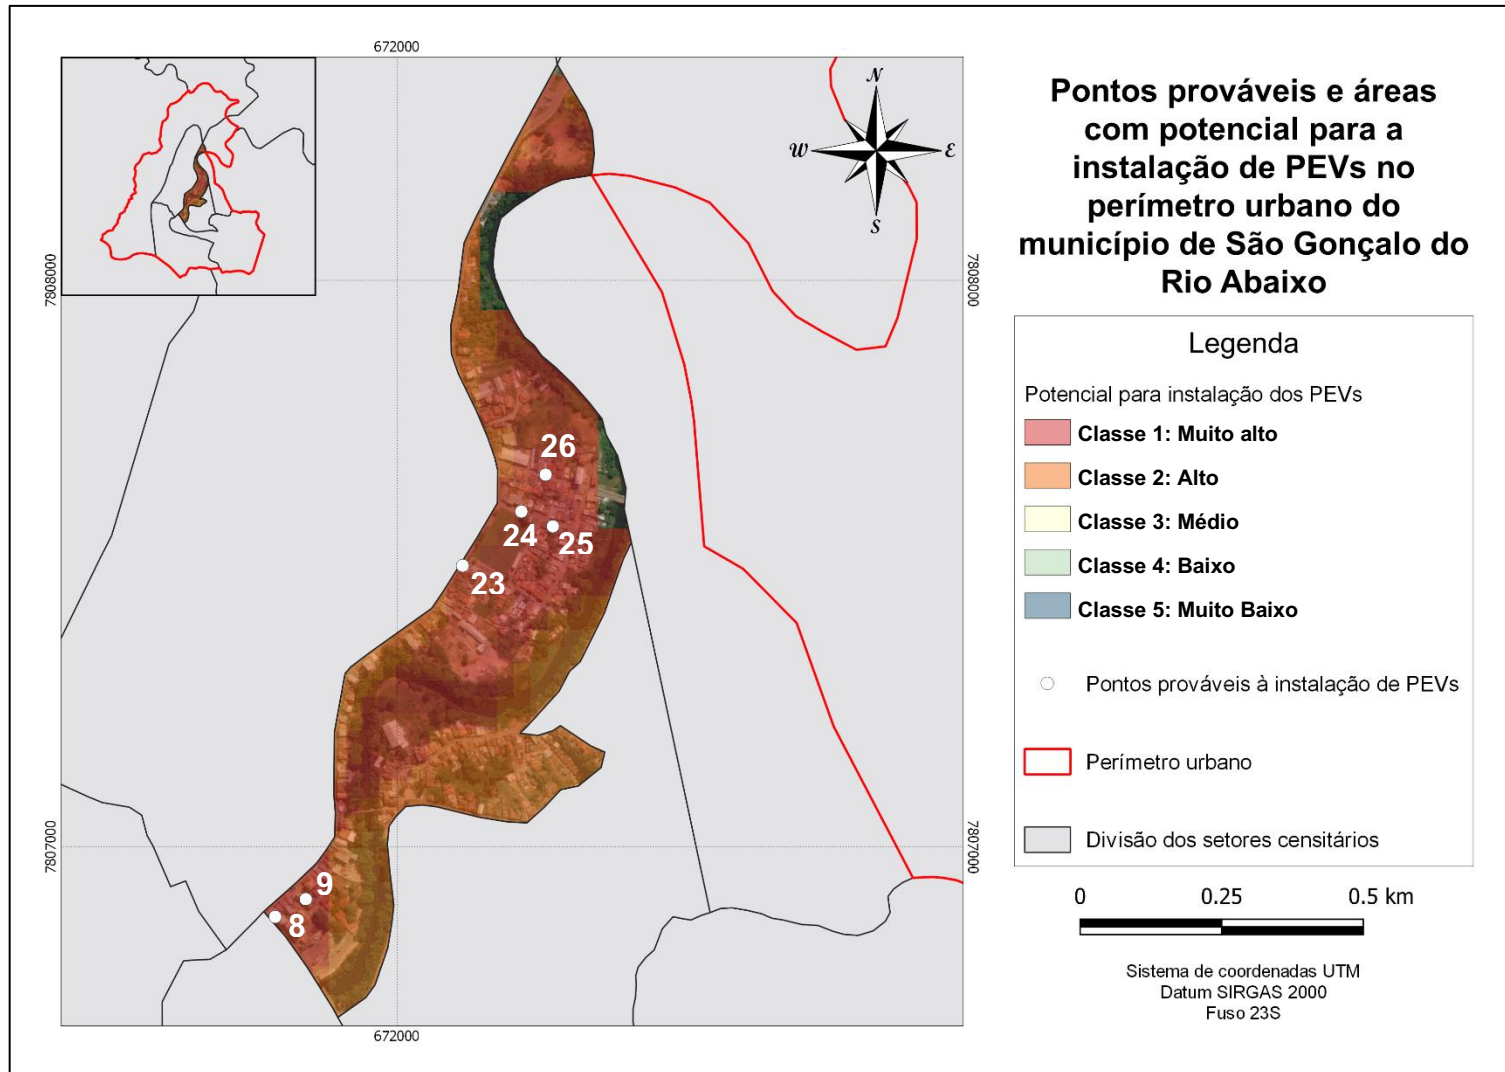 Pontos prováveis e áreas
com potencial para a
instalação de PEVs no
perímetro urbano do
município de São Gonçalo do
Rio Abaixo
Legenda
Potencial para instalação dos PEVs
Classe 1: Muito alto
Classe 2: Alto
Classe 3: Médio
Classe 4: Baixo
Classe 5: Muito Baixo
Pontos prováveis à instalação de PEVs
Perímetro urbano
Divisão dos setores censitários
0 0.25 0.5 km
Sistema de coordenadas UTM
Datum SIRGAS 2000
Fuso 23S
672000
N
W E
S
7808000
7808000
26
24
25
23
7807000
7807000
9
8
672000